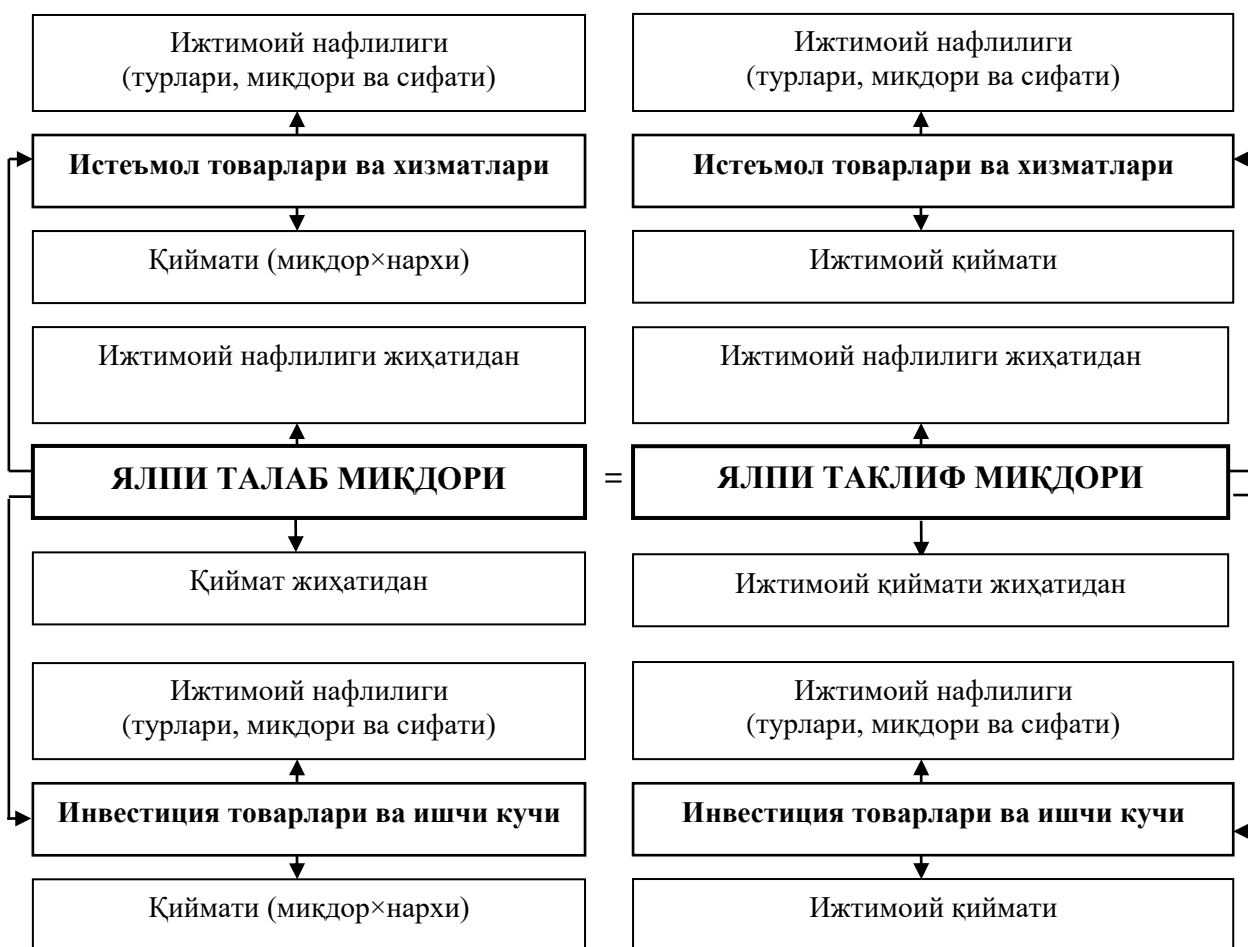 Ижтимоий нафлилиги
(турлари, миқдори ва сифати)
Ижтимоий нафлилиги
(турлари, миқдори ва сифати)
Истеъмол товарлари ва хизматлари
Истеъмол товарлари ва хизматлари
Қиймати (миқдор×нархи)
Ижтимоий қиймати
Ижтимоий нафлилиги жиҳатидан
Ижтимоий нафлилиги жиҳатидан
ЯЛПИ ТАЛАБ МИҚДОРИ
=
ЯЛПИ ТАКЛИФ МИҚДОРИ
Қиймат жиҳатидан
Ижтимоий қиймати жиҳатидан
Ижтимоий нафлилиги
(турлари, миқдори ва сифати)
Ижтимоий нафлилиги
(турлари, миқдори ва сифати)
Инвестиция товарлари ва ишчи кучи
Инвестиция товарлари ва ишчи кучи
Қиймати (миқдор×нархи)
Ижтимоий қиймати